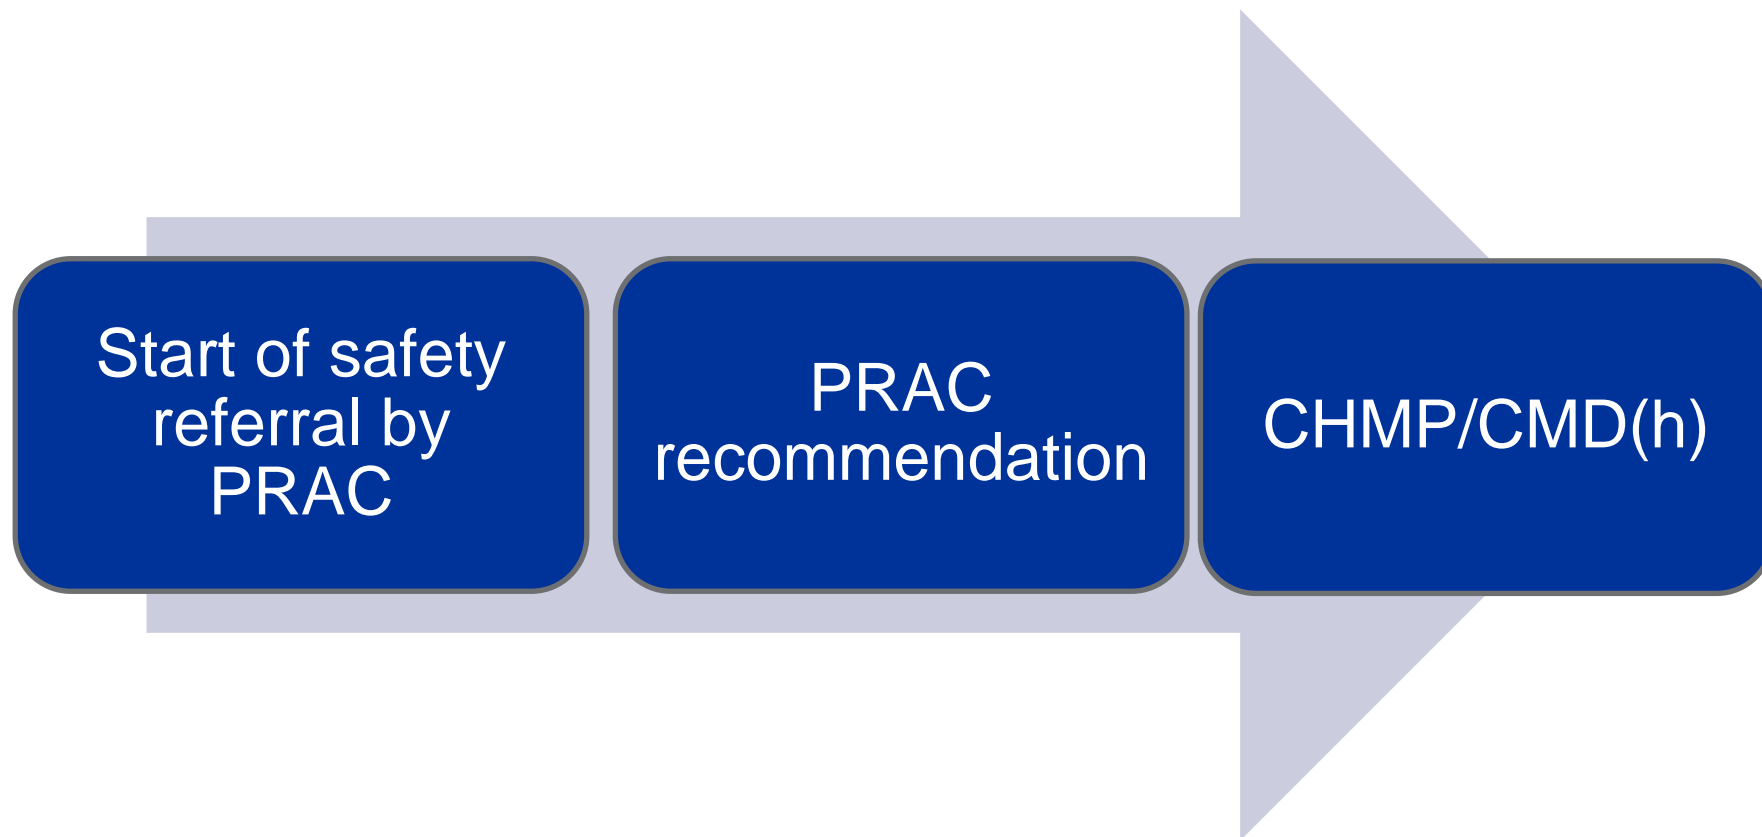 Start of safety
referral by
PRAC
PRAC
recommendation
CHMP/CMD(h)